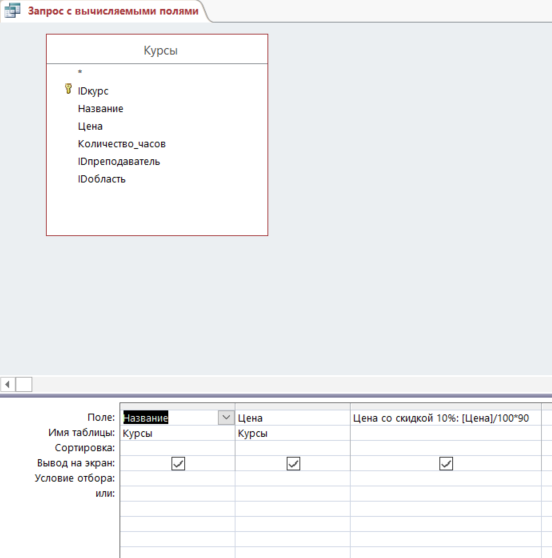 Запрос с вычисляемыми полями
Курсы
*
IDкурс
Название
Цена
Количество_часов
IDпреподаватель
IDобласть
Поле: Название Цена Цена со скидкой 10%: [Цена]/100*90
Имя таблицы: Курсы Курсы
Сортировка:
Вывод на экран:
Условие отбора:
или: